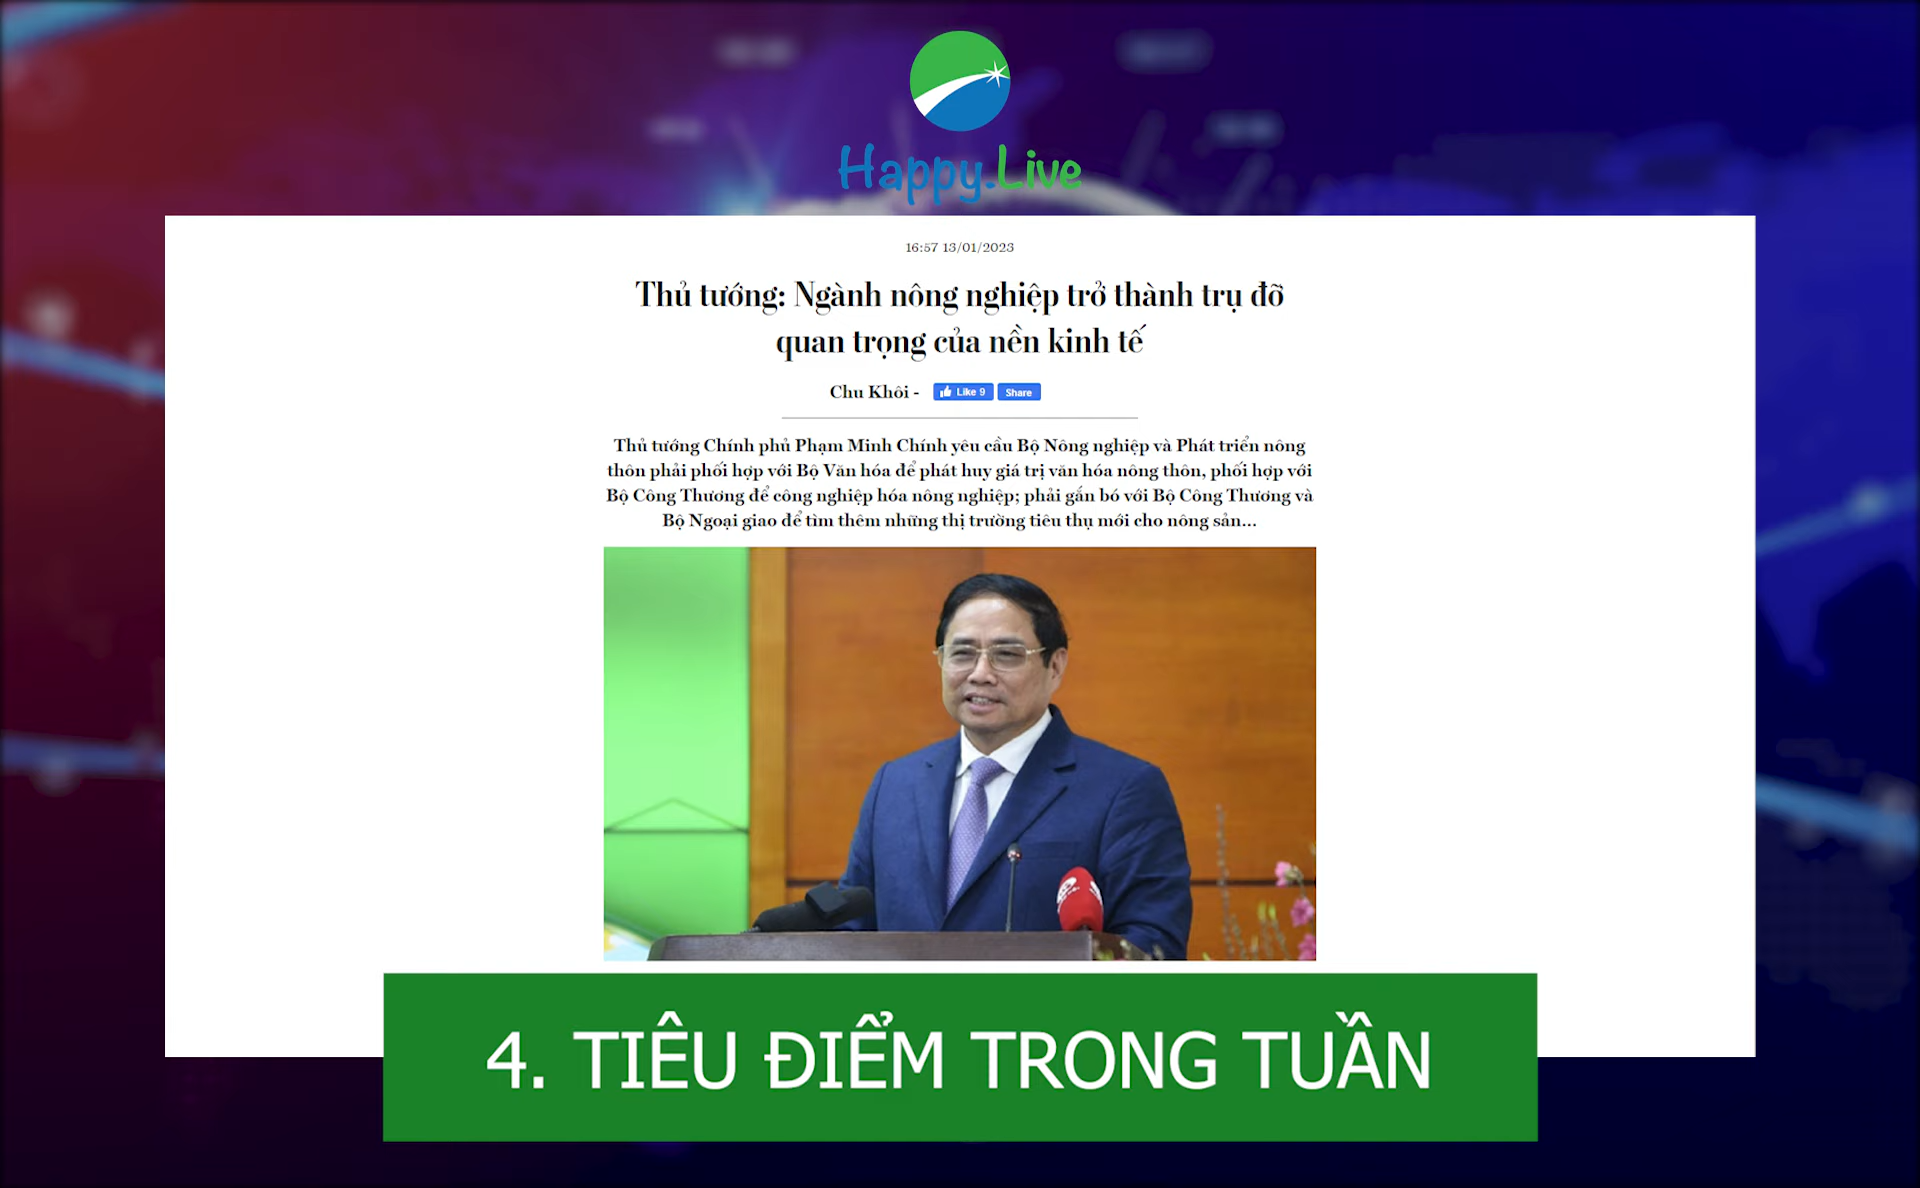 Happy.Live
16:57 13/01/2023
Thủ tướng: Ngành nông nghiệp trở thành trụ đỡ
quan trọng của nền kinh tế
Chu Khôi - Like 9 Share
Thủ tướng Chính phủ Phạm Minh Chính yêu cầu Bộ Nông nghiệp và Phát triển nông
thôn phải phối hợp với Bộ Văn hóa để phát huy giá trị văn hóa nông thôn, phối hợp với
Bộ Công Thương để công nghiệp hóa nông nghiệp; phải gắn bó với Bộ Công Thương và
Bộ Ngoại giao để tìm thêm những thị trường tiêu thụ mới cho nông sản...
4. TIÊU ĐIỂM TRONG TUẦN